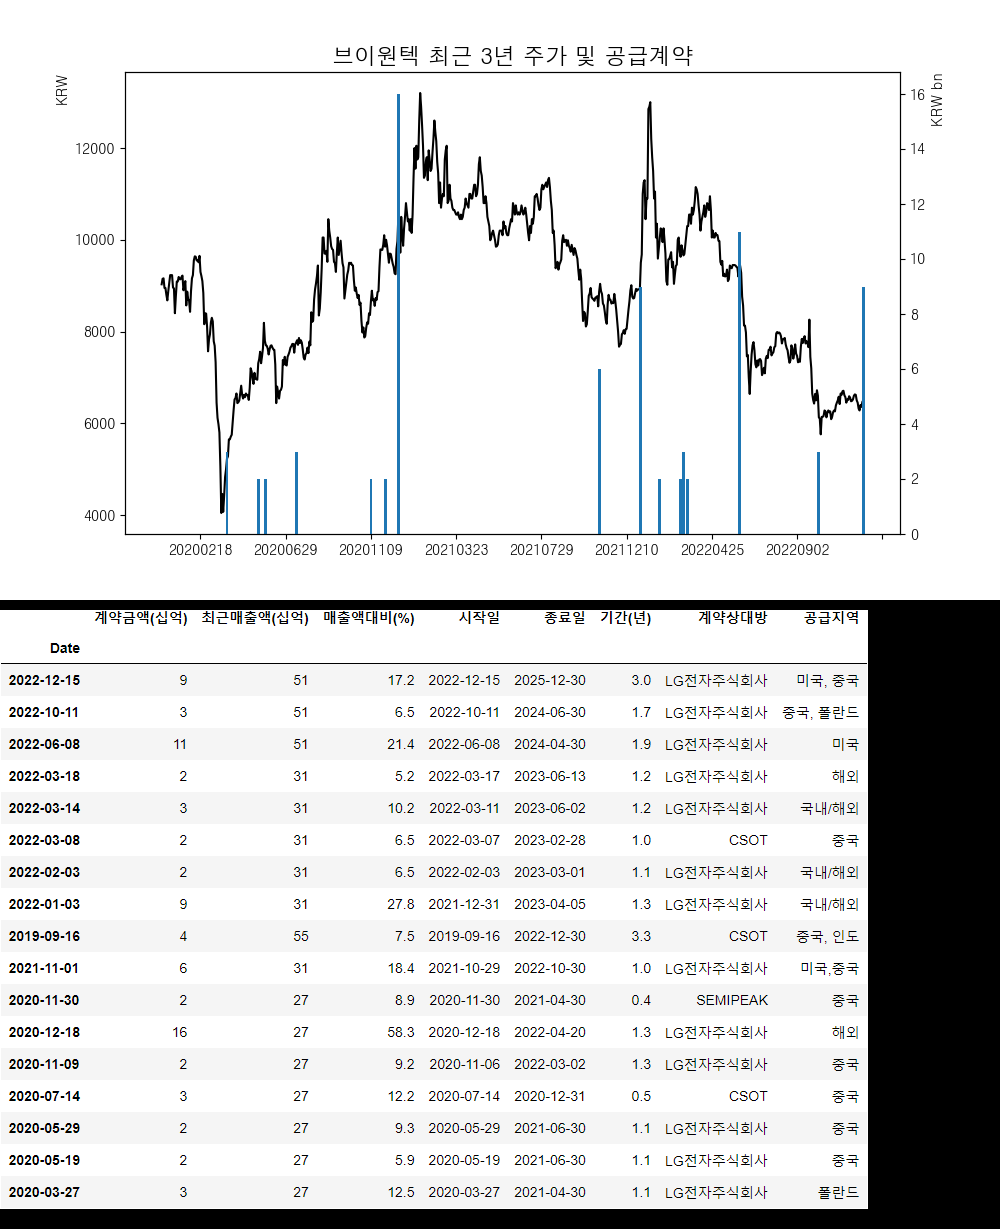 브이원텍 최근 3년 주가 및 공급계약
KRW
KRW bn
12000
10000
8000
6000
4000
16
14
12
10
8
6
4
2
0
20200218 20200629 20201109 20210323 20210729 20211210 20220425 20220902
계약금액(십억) 최근매출액(십억) 매출액대비(%) 시작일 종료일 기간(년) 계약상대방 공급지역
Date
2022-12-15 9 51 17.2 2022-12-15 2025-12-30 3.0 LG전자주식회사 미국, 중국
2022-10-11 3 51 6.5 2022-10-11 2024-06-30 1.7 LG전자주식회사 중국, 폴란드
2022-06-08 11 51 21.4 2022-06-08 2024-04-30 1.9 LG전자주식회사 미국
2022-03-18 2 31 5.2 2022-03-17 2023-06-13 1.2 LG전자주식회사 해외
2022-03-14 3 31 10.2 2022-03-11 2023-06-02 1.2 LG전자주식회사 국내/해외
2022-03-08 2 31 6.5 2022-03-07 2023-02-28 1.0 CSOT 중국
2022-02-03 2 31 6.5 2022-02-03 2023-03-01 1.1 LG전자주식회사 국내/해외
2022-01-03 9 31 27.8 2021-12-31 2023-04-05 1.3 LG전자주식회사 국내/해외
2019-09-16 4 55 7.5 2019-09-16 2022-12-30 3.3 CSOT 중국, 인도
2021-11-01 6 31 18.4 2021-10-29 2022-10-30 1.0 LG전자주식회사 미국,중국
2020-11-30 2 27 8.9 2020-11-30 2021-04-30 0.4 SEMIPEAK 중국
2020-12-18 16 27 58.3 2020-12-18 2022-04-20 1.3 LG전자주식회사 해외
2020-11-09 2 27 9.2 2020-11-06 2022-03-02 1.3 LG전자주식회사 중국
2020-07-14 3 27 12.2 2020-07-14 2020-12-31 0.5 CSOT 중국
2020-05-29 2 27 9.3 2020-05-29 2021-06-30 1.1 LG전자주식회사 중국
2020-05-19 2 27 5.9 2020-05-19 2021-06-30 1.1 LG전자주식회사 중국
2020-03-27 3 27 12.5 2020-03-27 2021-04-30 1.1 LG전자주식회사 폴란드